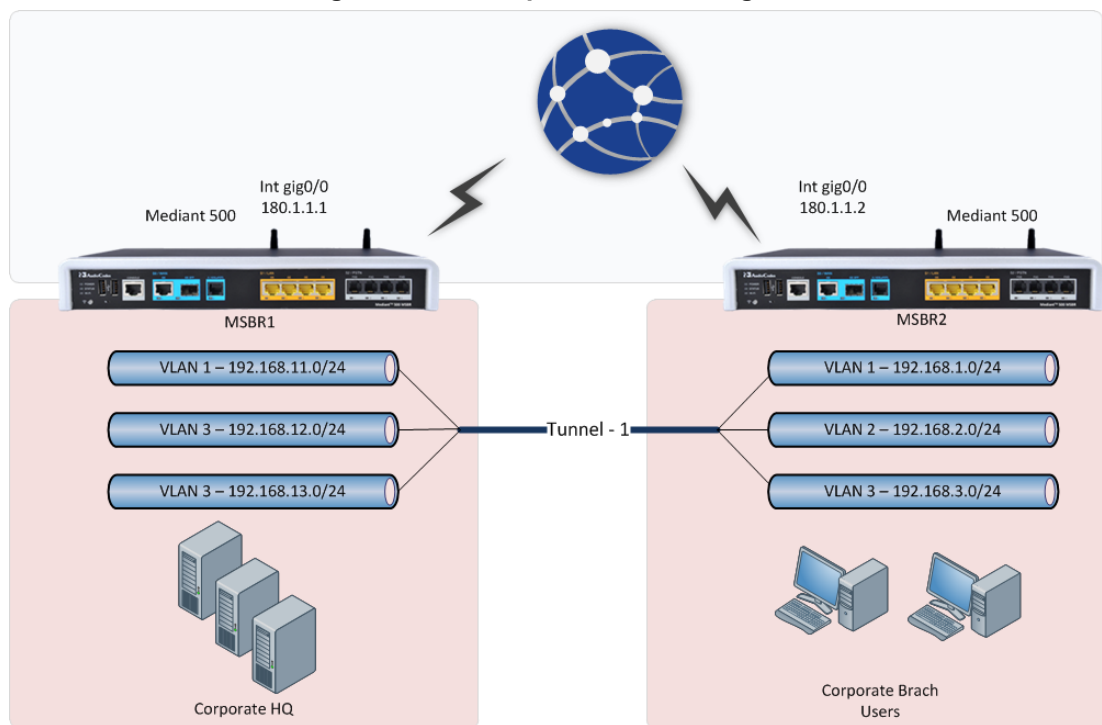 Int gig0/0
180.1.1.1
Mediant 500
Int gig0/0
180.1.1.2
Mediant 500
AudioCodes
MSBR1
MSBR2
VLAN 1 – 192.168.11.0/24
VLAN 3 – 192.168.12.0/24
VLAN 3 – 192.168.13.0/24
Tunnel - 1
VLAN 1 – 192.168.1.0/24
VLAN 2 – 192.168.2.0/24
VLAN 3 – 192.168.3.0/24
Corporate HQ
Corporate Brach
Users